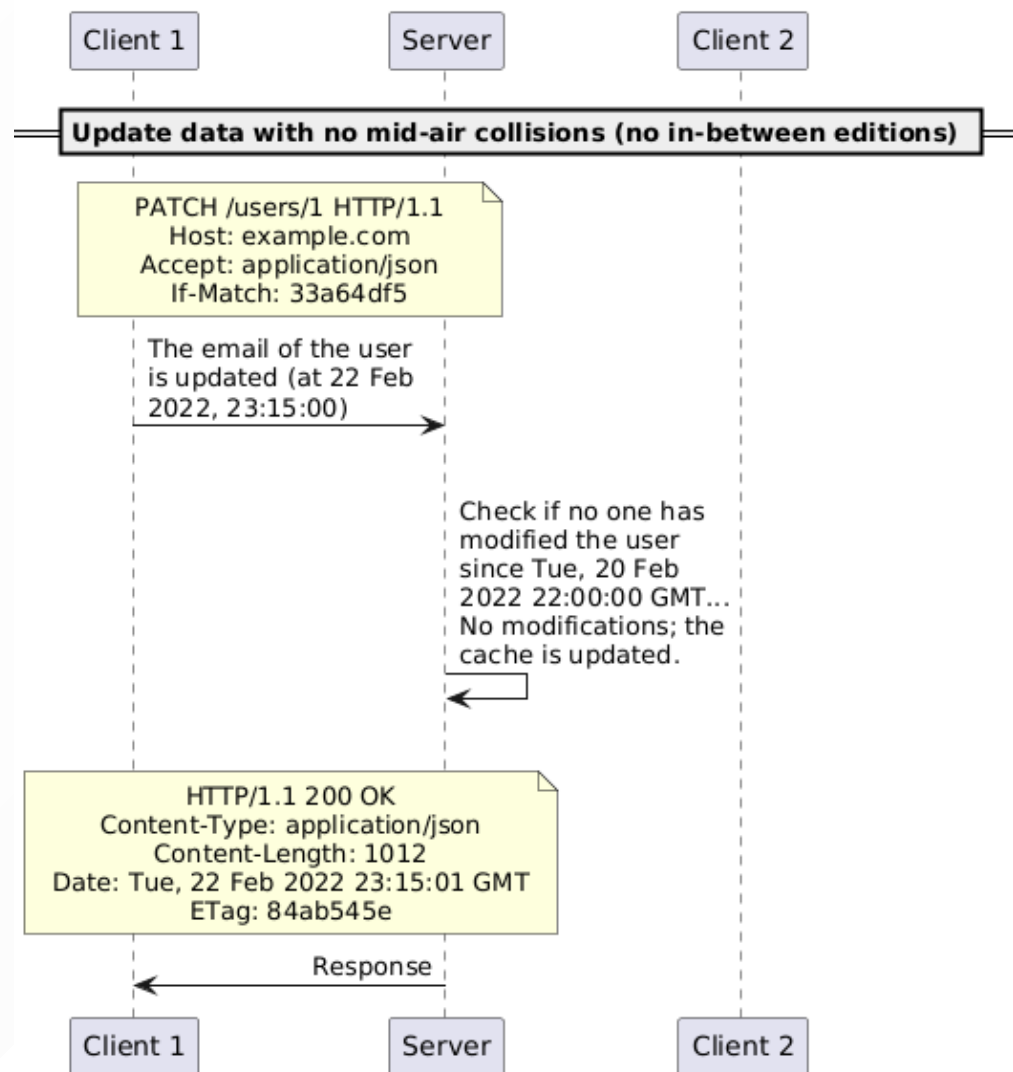 Client 1
Server
Client 2
Update data with no mid-air collisions (no in-between editions)
PATCH /users/1 HTTP/1.1
Host: example.com
Accept: application/json
If-Match: 33a64df5
The email of the user
is updated (at 22 Feb
2022, 23:15:00)
Check if no one has
modified the user
since Tue, 20 Feb
2022 22:00:00 GMT...
No modifications; the
cache is updated.
HTTP/1.1 200 OK
Content-Type: application/json
Content-Length: 1012
Date: Tue, 22 Feb 2022 23:15:01 GMT
ETag: 84ab545e
Response
Client 1
Server
Client 2